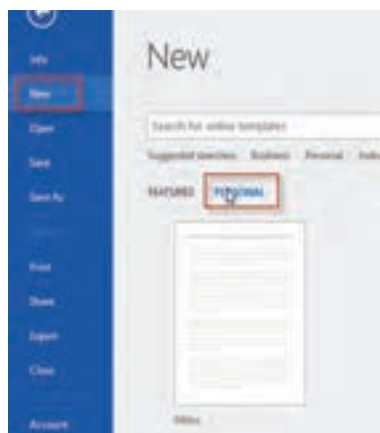 Info
New
Open
Save
Save As
Print
Share
Export
Close
Account
New
Search for online templates
Suggested searches: Business Personal
FEATURED PERSONAL